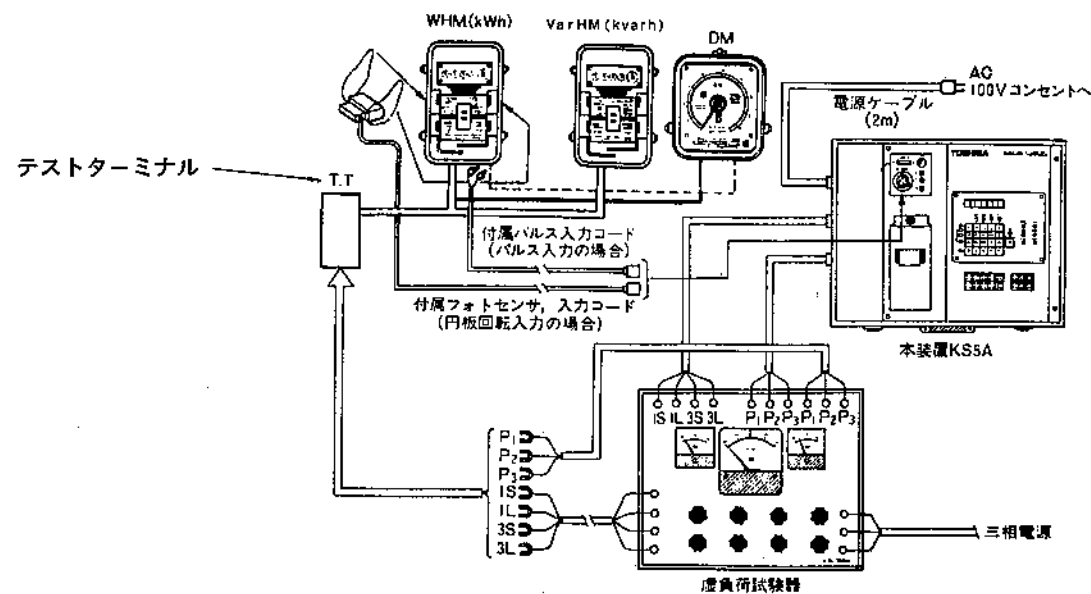 WHM(kWh)
VarHM(kvarh)
DM
AC
100Vコンセントへ
電源ケーブル
(2m)
テストターミナル
T.T
TOSHIBA
付属パルス入力コード
(パルス入力の場合)
付属フォトセンサ,入力コード
(円板回転入力の場合)
本装置KS5A
1S 1L 3S 3L P1 P2 P3 P1 P2 P3
P1
P2
P3
1S
1L
3S
3L
三相電源
虚負荷試験器